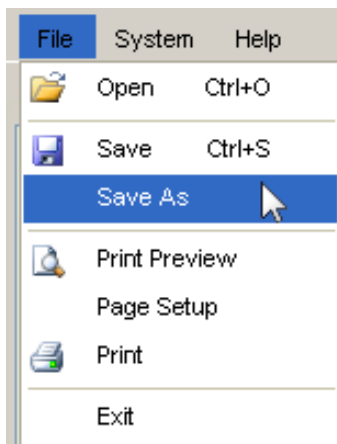 File System Help
Open Ctrl+O
Save Ctrl+S
Save As
Print Preview
Page Setup
Print
Exit